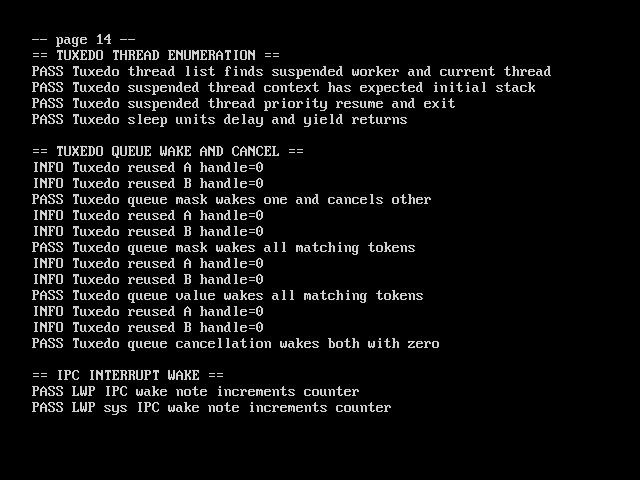 -- page 14 --
== TUXEDO THREAD ENUMERATION ==
PASS Tuxedo thread list finds suspended worker and current thread
PASS Tuxedo suspended thread context has expected initial stack
PASS Tuxedo suspended thread priority resume and exit
PASS Tuxedo sleep units delay and yield returns
== TUXEDO QUEUE WAKE AND CANCEL ==
INFO Tuxedo reused A handle=0
INFO Tuxedo reused B handle=0
PASS Tuxedo queue mask wakes one and cancels other
INFO Tuxedo reused A handle=0
INFO Tuxedo reused B handle=0
PASS Tuxedo queue mask wakes all matching tokens
INFO Tuxedo reused A handle=0
INFO Tuxedo reused B handle=0
PASS Tuxedo queue value wakes all matching tokens
INFO Tuxedo reused A handle=0
INFO Tuxedo reused B handle=0
PASS Tuxedo queue cancellation wakes both with zero
== IPC INTERRUPT WAKE ==
PASS LWP IPC wake note increments counter
PASS LWP sys IPC wake note increments counter